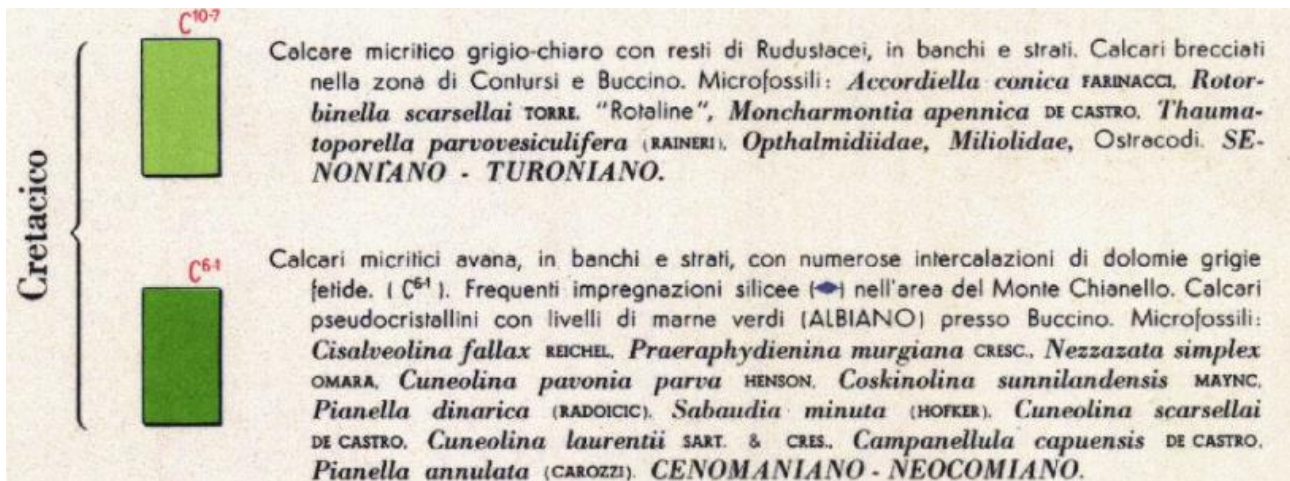 C¹⁰⁻⁷
Calcare micritico grigio-chiaro con resti di Rudustacei, in banchi e strati. Calcari brecciati
nella zona di Contursi e Buccino. Microfossili: Accordiella conica FARINACCI, Rotor-
binella scarsellai TORRE. "Rotaline", Moncharmontia apennica DE CASTRO, Thauma-
toporella parvovesiculifera (RAINERI), Opthalmidiidae, Miliolidae, Ostracodi. SE-
NONIANO - TURONIANO.
Cretacico
C⁶⁻¹
Calcari micritici avana, in banchi e strati, con numerose intercalazioni di dolomie grigie
fetide. ( C⁶⁻¹ ). Frequenti impregnazioni silicee ( ) nell'area del Monte Chianello. Calcari
pseudocristallini con livelli di marne verdi (ALBIANO) presso Buccino. Microfossili:
Cisalveolina fallax REICHEL, Praeraphydienina murgiana CRESC., Nezzazata simplex
OMARA, Cuneolina pavonia parva HENSON, Coskinolina sunnilandensis MAYNC,
Pianella dinarica (RADOICIC), Sabaudia minuta (HOFKER), Cuneolina scarsellai
DE CASTRO, Cuneolina laurentii SART. & CRES., Campanellula capuensis DE CASTRO,
Pianella annulata (CAROZZI). CENOMANIANO - NEOCOMIANO.